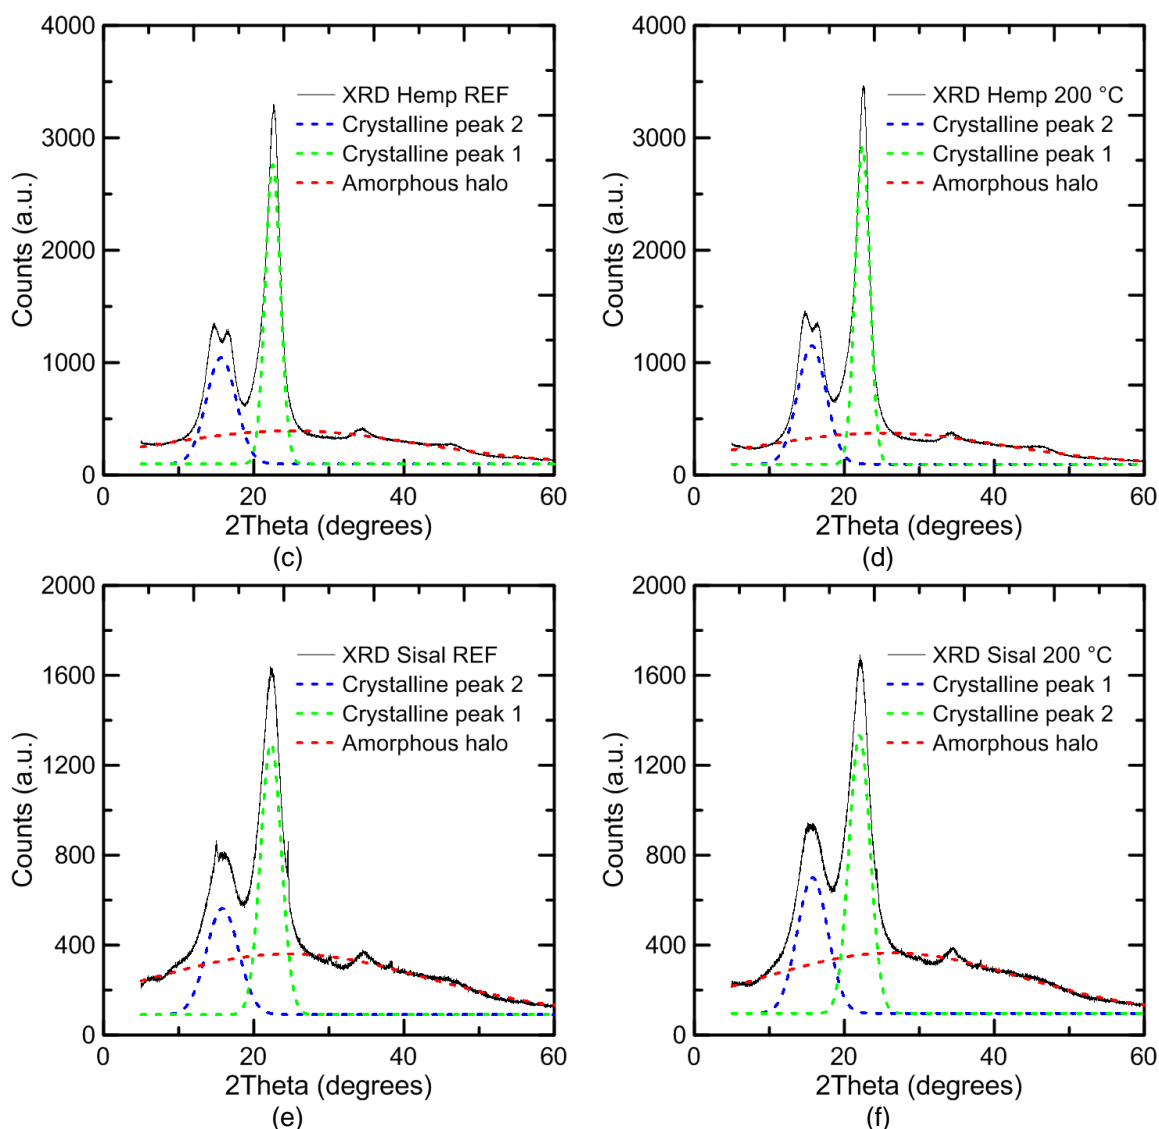 4000
3000
2000
1000
0
0
20
40
60
Counts (a.u.)
2Theta (degrees)
XRD Hemp REF
Crystalline peak 2
Crystalline peak 1
Amorphous halo
(c)
4000
3000
2000
1000
0
0
20
40
60
Counts (a.u.)
2Theta (degrees)
XRD Hemp 200 °C
Crystalline peak 2
Crystalline peak 1
Amorphous halo
(d)
2000
1600
1200
800
400
0
0
20
40
60
Counts (a.u.)
2Theta (degrees)
XRD Sisal REF
Crystalline peak 2
Crystalline peak 1
Amorphous halo
(e)
2000
1600
1200
800
400
0
0
20
40
60
Counts (a.u.)
2Theta (degrees)
XRD Sisal 200 °C
Crystalline peak 1
Crystalline peak 2
Amorphous halo
(f)